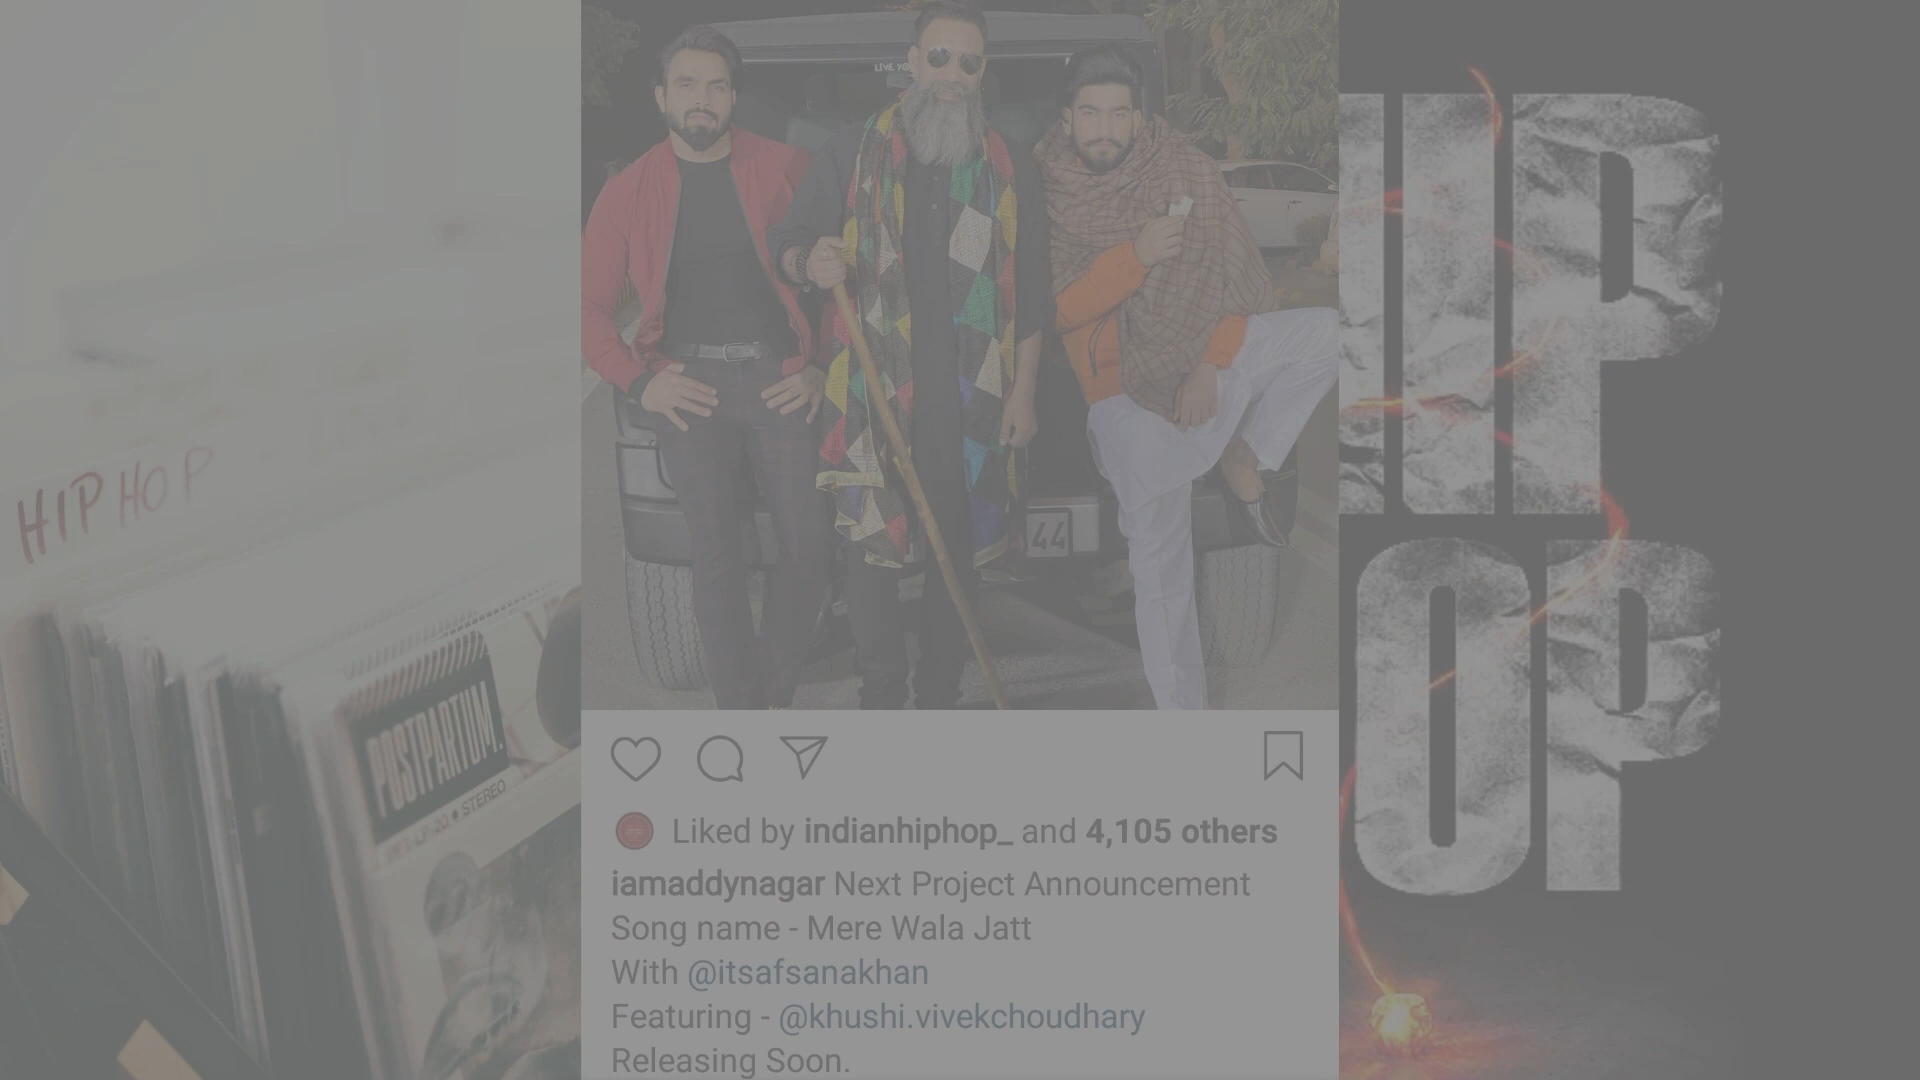 HIP HOP
POSTPARTUM.
STEREO
LIVE YO
44
HIP
OP
Liked by indianhiphop_ and 4,105 others
iamaddynagar Next Project Announcement
Song name - Mere Wala Jatt
With @itsafsanakhan
Featuring - @khushi.vivekchoudhary
Releasing Soon.